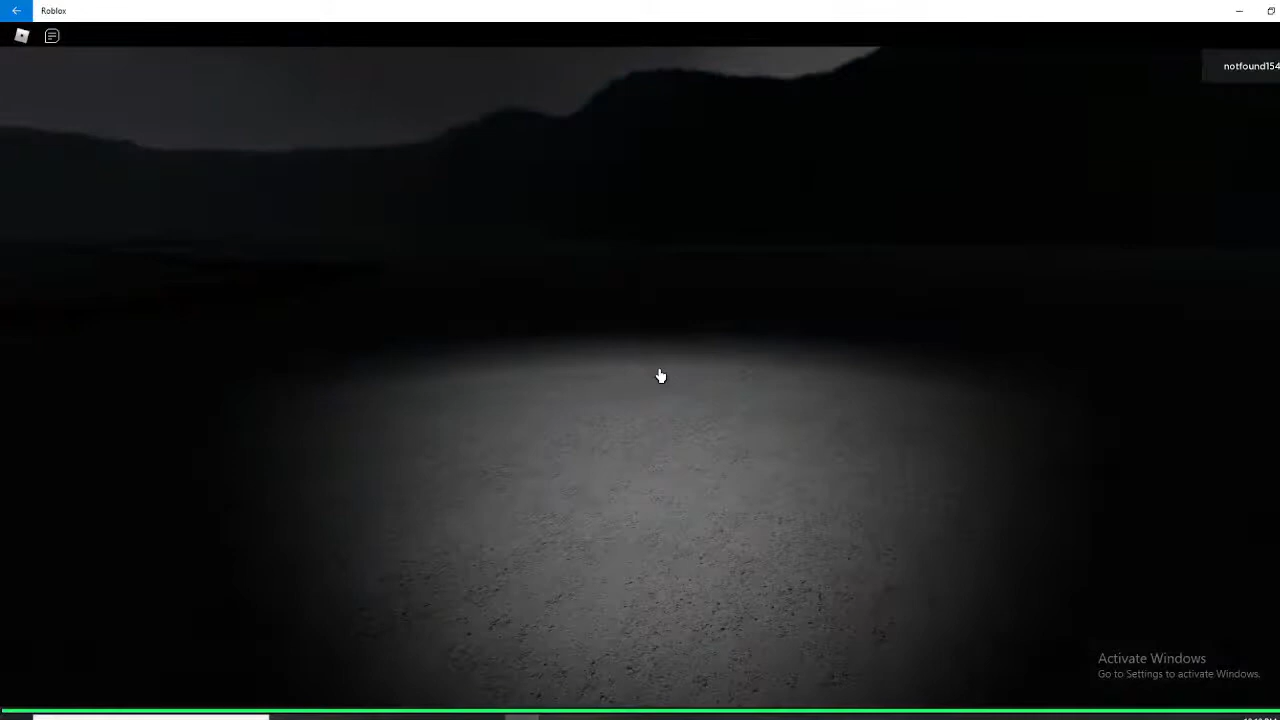 Roblox
notfound154
Activate Windows
Go to Settings to activate Windows.